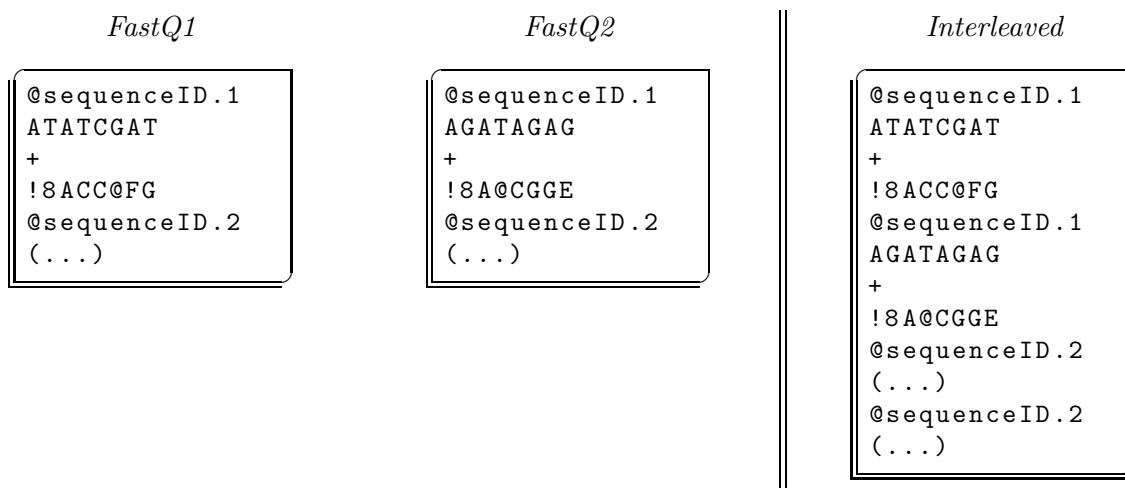 FastQ1
@sequenceID.1
ATATCGAT
+
!8ACC@FG
@sequenceID.2
(...)
FastQ2
@sequenceID.1
AGATAGAG
+
!8A@CGGE
@sequenceID.2
(...)
Interleaved
@sequenceID.1
ATATCGAT
+
!8ACC@FG
@sequenceID.1
AGATAGAG
+
!8A@CGGE
@sequenceID.2
(...)
@sequenceID.2
(...)